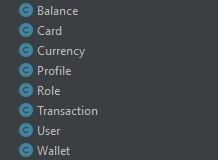 C Balance
C Card
C Currency
C Profile
C Role
C Transaction
C User
C Wallet